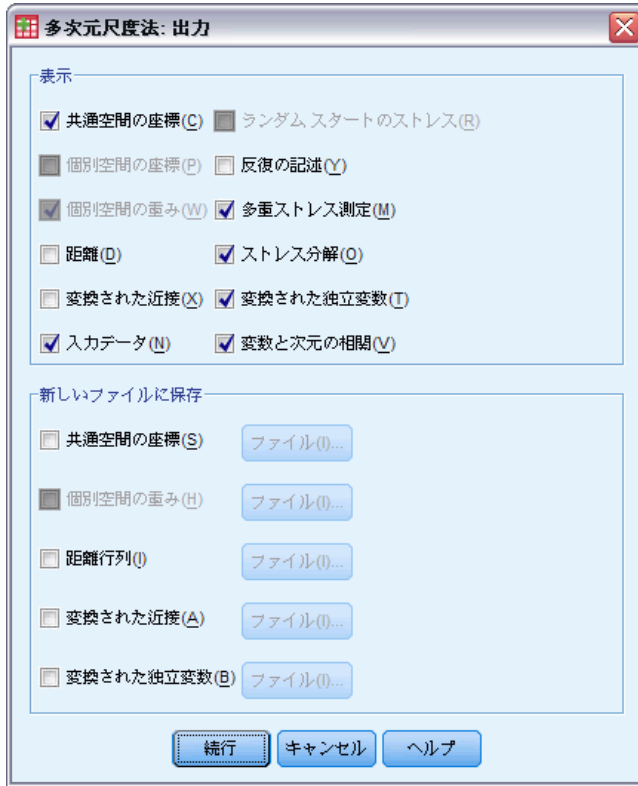 多次元尺度法: 出力
表示
共通空間の座標(C) ランダム スタートのストレス(R)
個別空間の座標(P) 反復の記述(Y)
個別空間の重み(W) 多重ストレス測定(M)
距離(D) ストレス分解(O)
変換された近接(X) 変換された独立変数(T)
入力データ(N) 変数と次元の相関(V)
新しいファイルに保存
共通空間の座標(S) ファイル(I)...
個別空間の重み(H) ファイル(I)...
距離行列(I) ファイル(I)...
変換された近接(A) ファイル(I)...
変換された独立変数(B) ファイル(I)...
続行 キャンセル ヘルプ